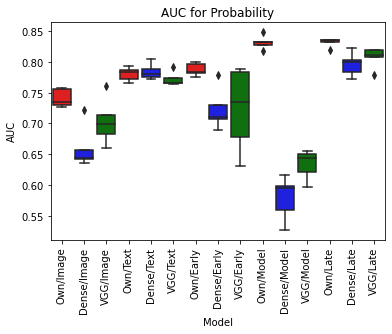 AUC for Probability
AUC
0.85
0.80
0.75
0.70
0.65
0.60
0.55
Own/Image
Dense/Image
VGG/Image
Own/Text
Dense/Text
VGG/Text
Own/Early
Dense/Early
VGG/Early
Own/Model
Dense/Model
VGG/Model
Own/Late
Dense/Late
VGG/Late
Model